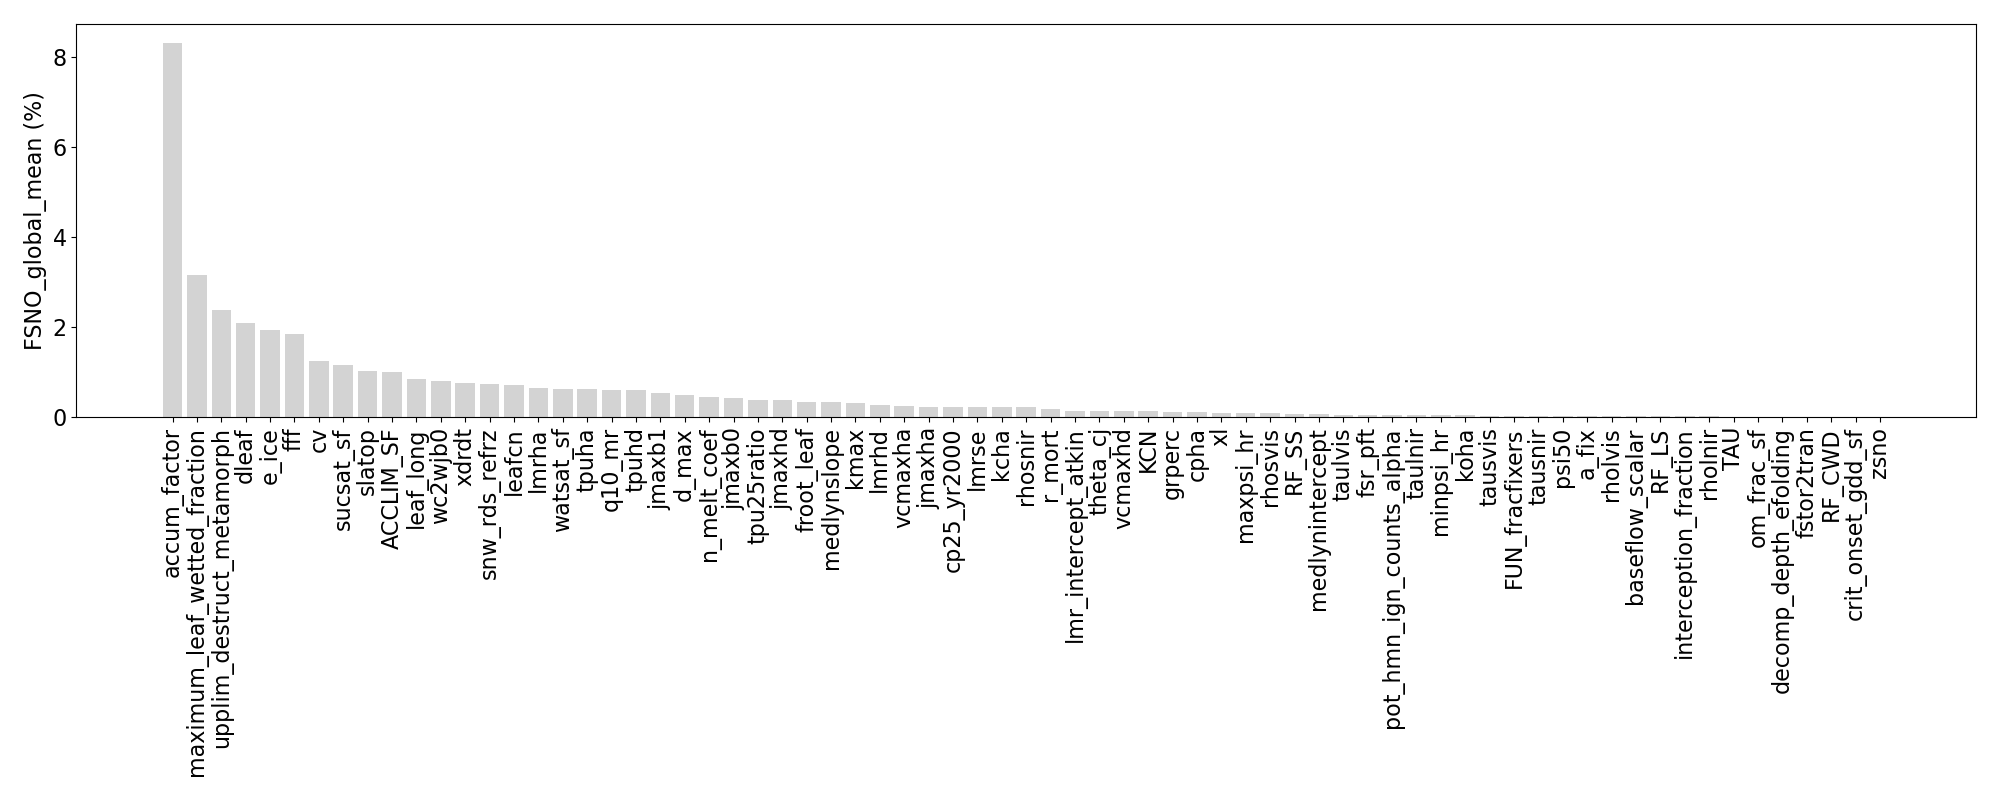 FSNO_global_mean (%)
8
6
4
2
0
accum_factor
maximum_leaf_wetted_fraction
upplim_destruct_metamorph
dleaf
e_ice
fff
cv
sucsat_sf
slatop
ACCLIM_SF
leaf_long
wc2_wjb0
xdrdt
snw_rds_refrz
leafcn
lmrha
watsat_sf
tpuha
q10_mr
tpuhd
jmaxb1
d_max
n_melt_coef
jmaxb0
tpu25ratio
jmaxhd
froot_leaf
medlynslope
kmax
lmrhd
vcmaxha
jmaxha
cp25_yr2000
lmrse
kcha
rhosnir
r_mort
lmr_intercept_atkin
theta_cj
vcmaxhd
KCN
grperc
cpha
xl
maxpsi_hr
rhosvis
RF_SS
medlynintercept
taulvis
fsr_pft
pot_hmn_ign_counts_alpha
taulnir
minpsi_hr
koha
tausvis
FUN_fracfixers
tausnir
psi50
a_fix
rholvis
baseflow_scalar
RF_LS
interception_fraction
rholnir
TAU
om_frac_sf
decomp_depth_efolding
fstor2tran
RF_CWD
crit_onset_gdd_sf
zsno